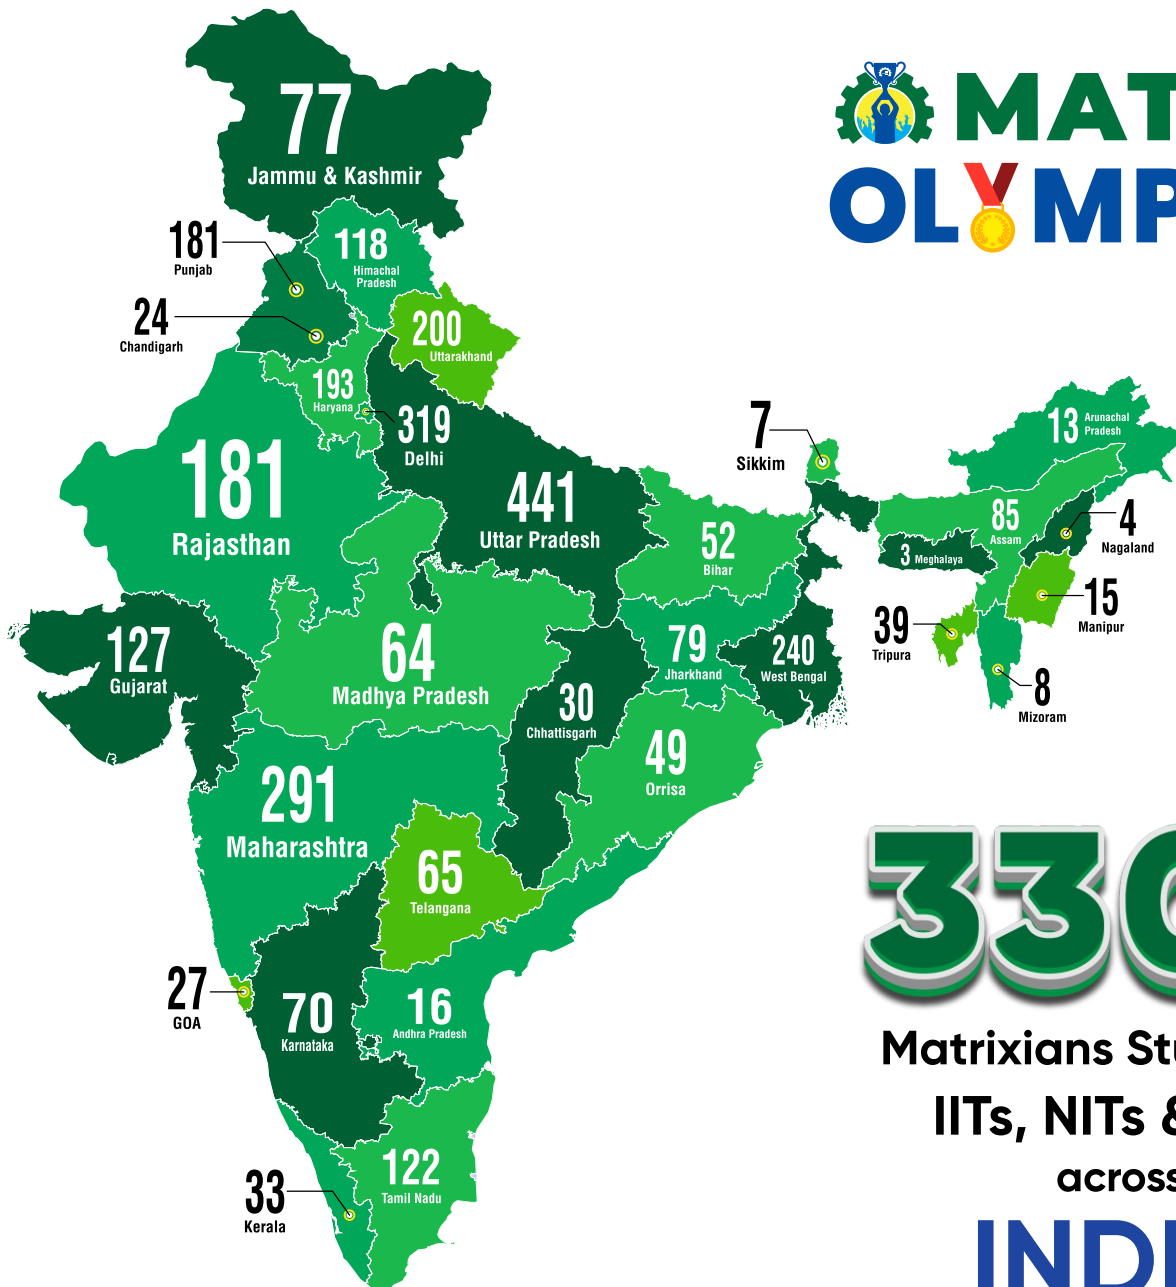 MAT
OLYMP
77
Jammu & Kashmir
181
Punjab
118
Himachal
Pradesh
24
Chandigarh
200
Uttarakhand
193
Haryana
319
Delhi
181
Rajasthan
441
Uttar Pradesh
7
Sikkim
13
Arunachal
Pradesh
52
Bihar
85
Assam
4
Nagaland
3 Meghalaya
15
Manipur
39
Tripura
8
Mizoram
127
Gujarat
64
Madhya Pradesh
79
Jharkhand
240
West Bengal
30
Chhattisgarh
49
Orrisa
291
Maharashtra
65
Telangana
27
GOA
70
Karnataka
16
Andhra Pradesh
33
Kerala
122
Tamil Nadu
330
Matrixians Stu
IITs, NITs &
across
INDI